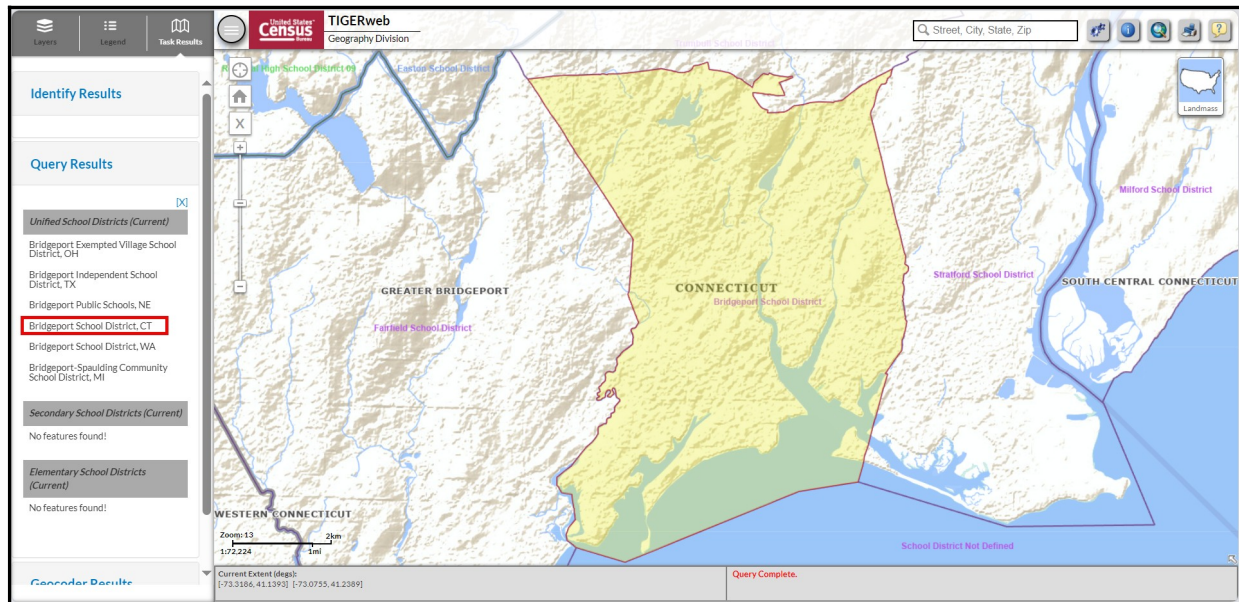 Layers
Legend
Task Results
United States®
Census
Bureau
TIGERweb
Geography Division
Street, City, State, Zip
Identify Results
Query Results
[X]
Unified School Districts (Current)
Bridgeport Exempted Village School
District, OH
Bridgeport Independent School
District, TX
Bridgeport Public Schools, NE
Bridgeport School District, CT
Bridgeport School District, WA
Bridgeport-Spaulding Community
School District, MI
Secondary School Districts (Current)
No features found!
Elementary School Districts
(Current)
No features found!
Geocoder Results
High School District 09
Easton School District
School District
X
+
−
Landmass
Milford School District
GREATER BRIDGEPORT
CONNECTICUT
Bridgeport School District
Stratford School District
SOUTH CENTRAL CONNECTICUT
Fairfield School District
WESTERN CONNECTICUT
Zoom: 13
2km
1:72,224
1mi
School District Not Defined
Current Extent (degs):
[-73.3186, 41.1393] [-73.0755, 41.2389]
Query Complete.